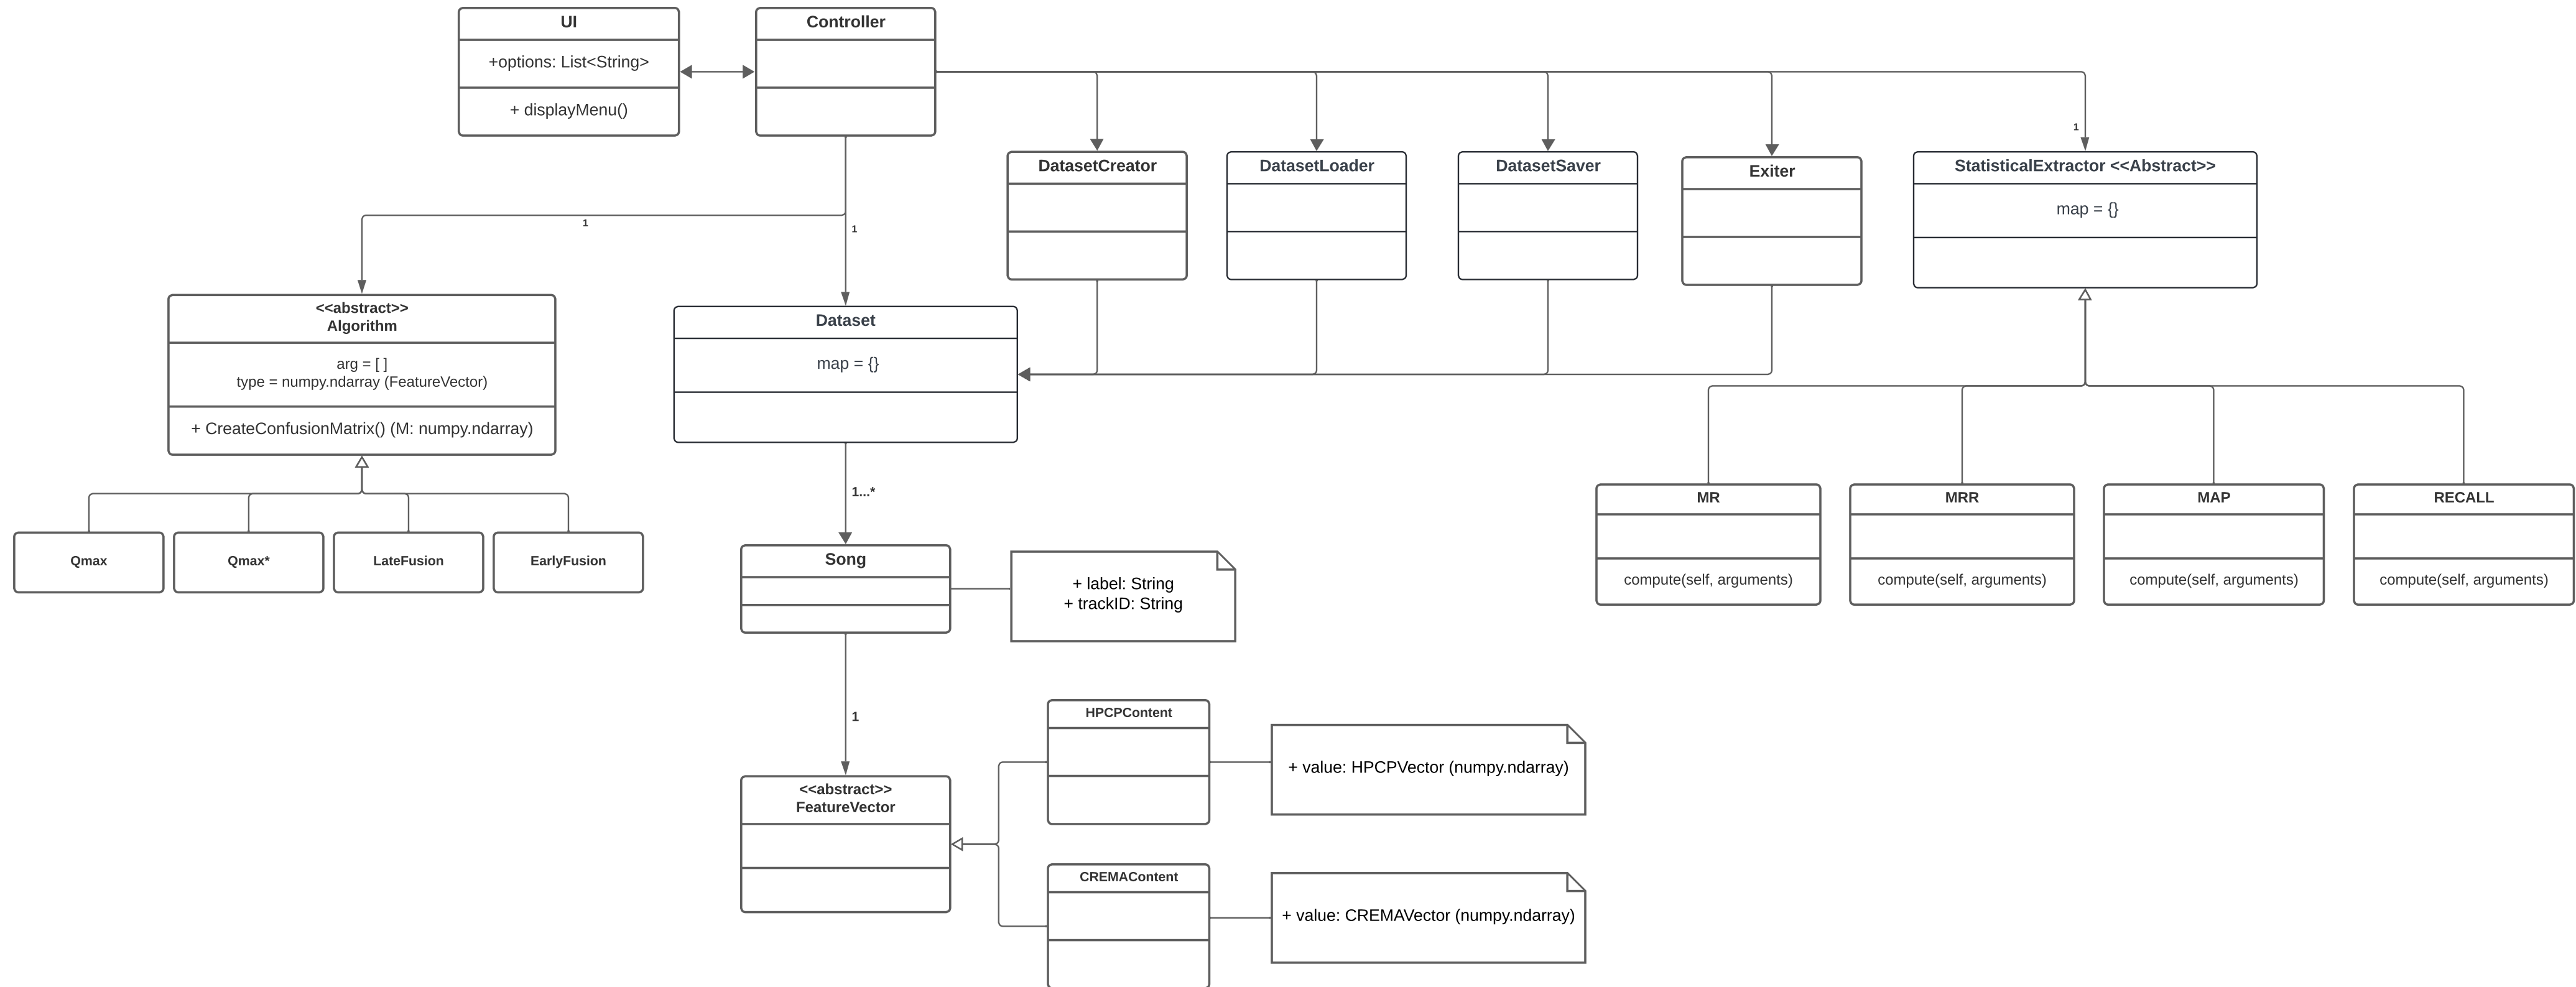 UI
+options: List<String>
+ displayMenu()
Controller
DatasetCreator
DatasetLoader
DatasetSaver
Exiter
1
StatisticalExtractor <<Abstract>>
map = {}
1
1
<<abstract>>
Algorithm
arg = [ ]
type = numpy.ndarray (FeatureVector)
+ CreateConfusionMatrix() (M: numpy.ndarray)
Dataset
map = {}
Qmax
Qmax*
LateFusion
EarlyFusion
1...*
MR
compute(self, arguments)
MRR
compute(self, arguments)
MAP
compute(self, arguments)
RECALL
compute(self, arguments)
Song
+ label: String
+ trackID: String
1
<<abstract>>
FeatureVector
HPCPContent
+ value: HPCPVector (numpy.ndarray)
CREMAContent
+ value: CREMAVector (numpy.ndarray)